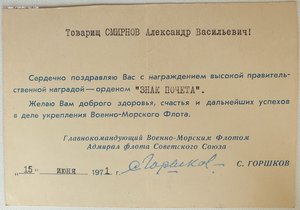 Товарищ СМИРНОВ Александр Васильевич!
Сердечно поздравляю Вас с награждением высокой правитель-
ственной наградой — орденом "ЗНАК ПОЧЕТА".
Желаю Вам доброго здоровья, счастья и дальнейших успехов
в деле укрепления Военно-Морского Флота.
Главнокомандующий Военно-Морским Флотом
Адмирал флота Советского Союза
"15" июня 1971 г. С. ГОРШКОВ